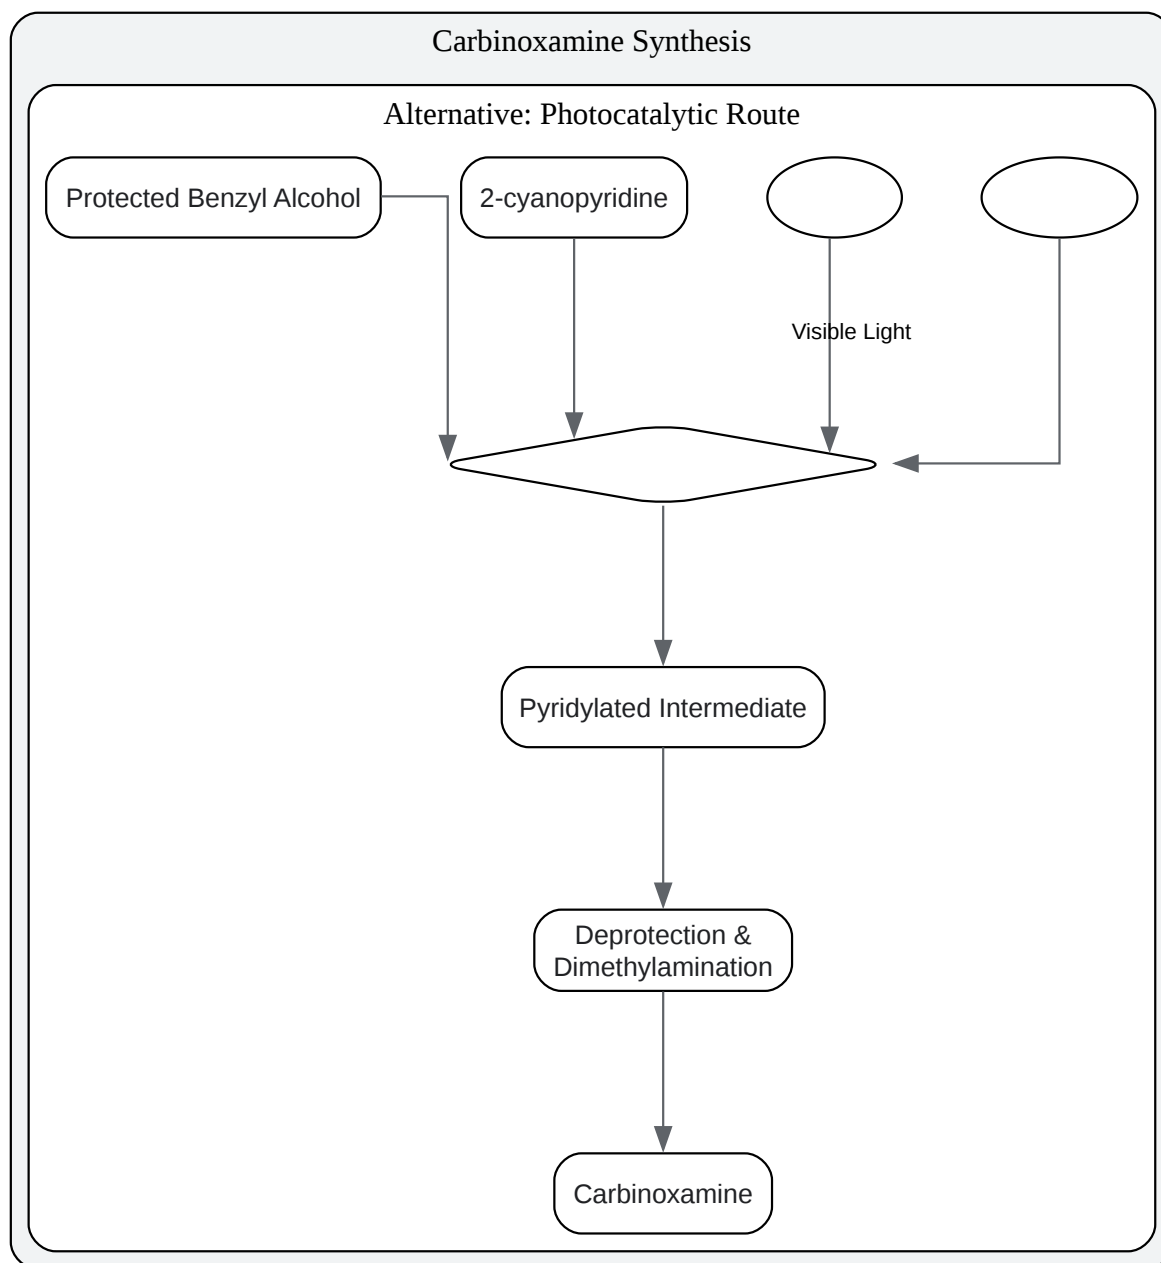 Carbinoxamine Synthesis
Alternative: Photocatalytic Route
Protected Benzyl Alcohol
2-cyanopyridine
Visible Light
Pyridylated Intermediate
Deprotection &
Dimethylamination
Carbinoxamine